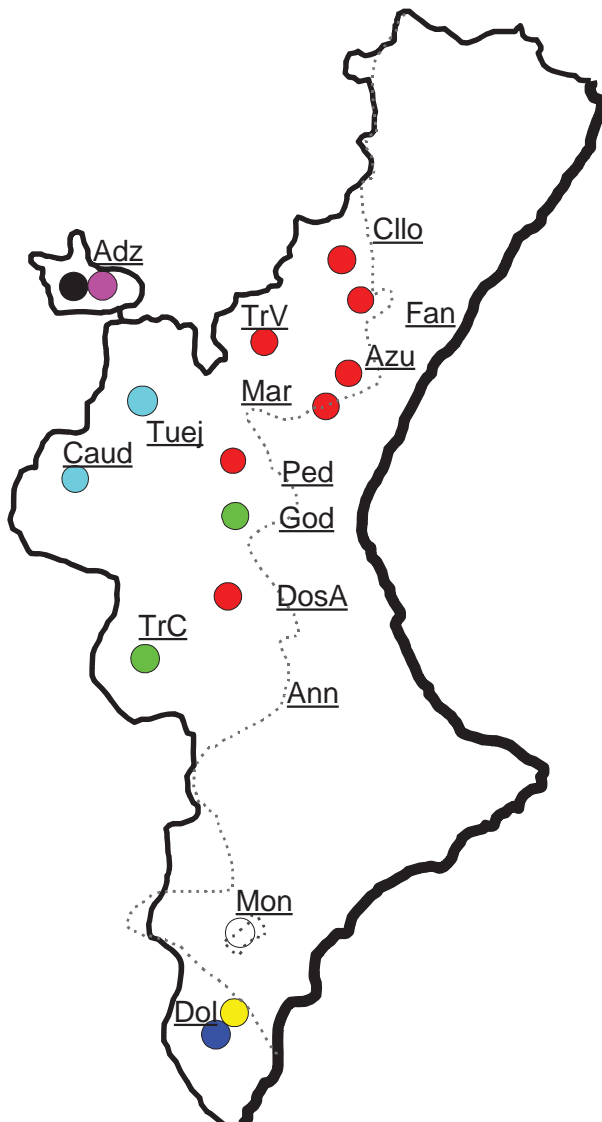 Cllo
Adz
Fan
TrV
Azu
Mar
Tuej
Caud
Ped
God
DosA
TrC
Ann
Mon
Dol